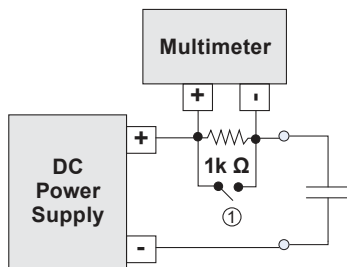 Multimeter
+ -
+
1k Ω
DC
Power
Supply
①
-